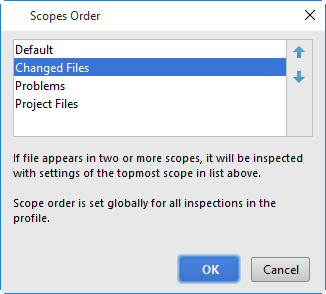 Scopes Order
Default
Changed Files
Problems
Project Files
If file appears in two or more scopes, it will be inspected
with settings of the topmost scope in list above.
Scope order is set globally for all inspections in the
profile.
OK
Cancel